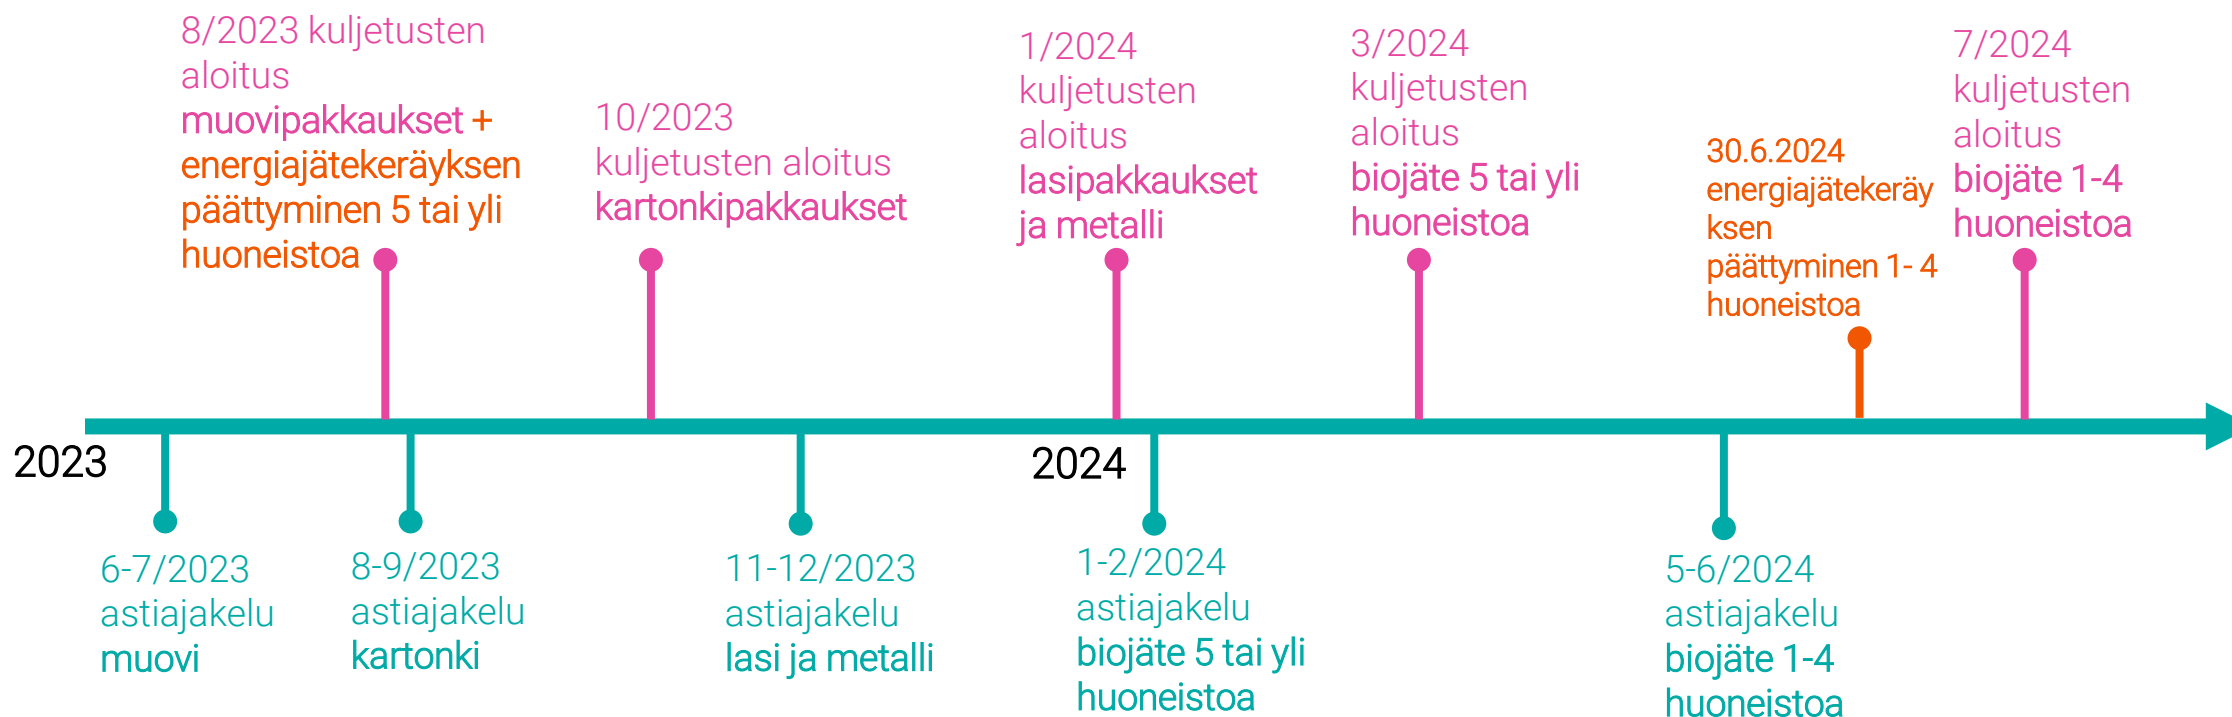 8/2023 kuljetusten
aloitus
muovipakkaukset +
energiajätekeräyksen
päättyminen 5 tai yli
huoneistoa
10/2023
kuljetusten aloitus
kartonkipakkaukset
1/2024
kuljetusten
aloitus
lasipakkaukset
ja metalli
3/2024
kuljetusten
aloitus
biojäte 5 tai yli
huoneistoa
30.6.2024
energiajätekeräy
ksen
päättyminen 1- 4
huoneistoa
7/2024
kuljetusten
aloitus
biojäte 1-4
huoneistoa
2023
2024
6-7/2023
astiajakelu
muovi
8-9/2023
astiajakelu
kartonki
11-12/2023
astiajakelu
lasi ja metalli
1-2/2024
astiajakelu
biojäte 5 tai yli
huoneistoa
5-6/2024
astiajakelu
biojäte 1-4
huoneistoa